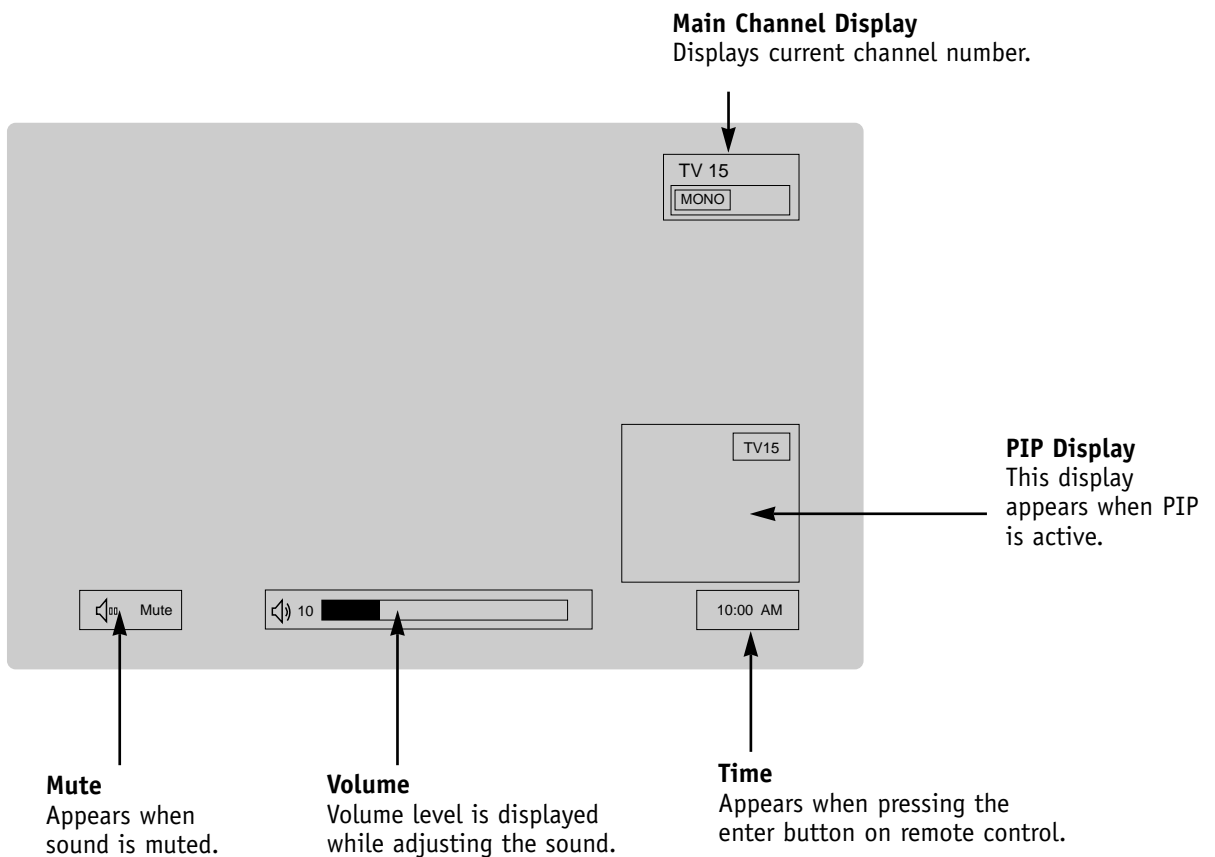 Main Channel Display
Displays current channel number.
TV 15
MONO
TV15
PIP Display
This display
appears when PIP
is active.
Mute
10
10:00 AM
Mute
Appears when
sound is muted.
Volume
Volume level is displayed
while adjusting the sound.
Time
Appears when pressing the
enter button on remote control.